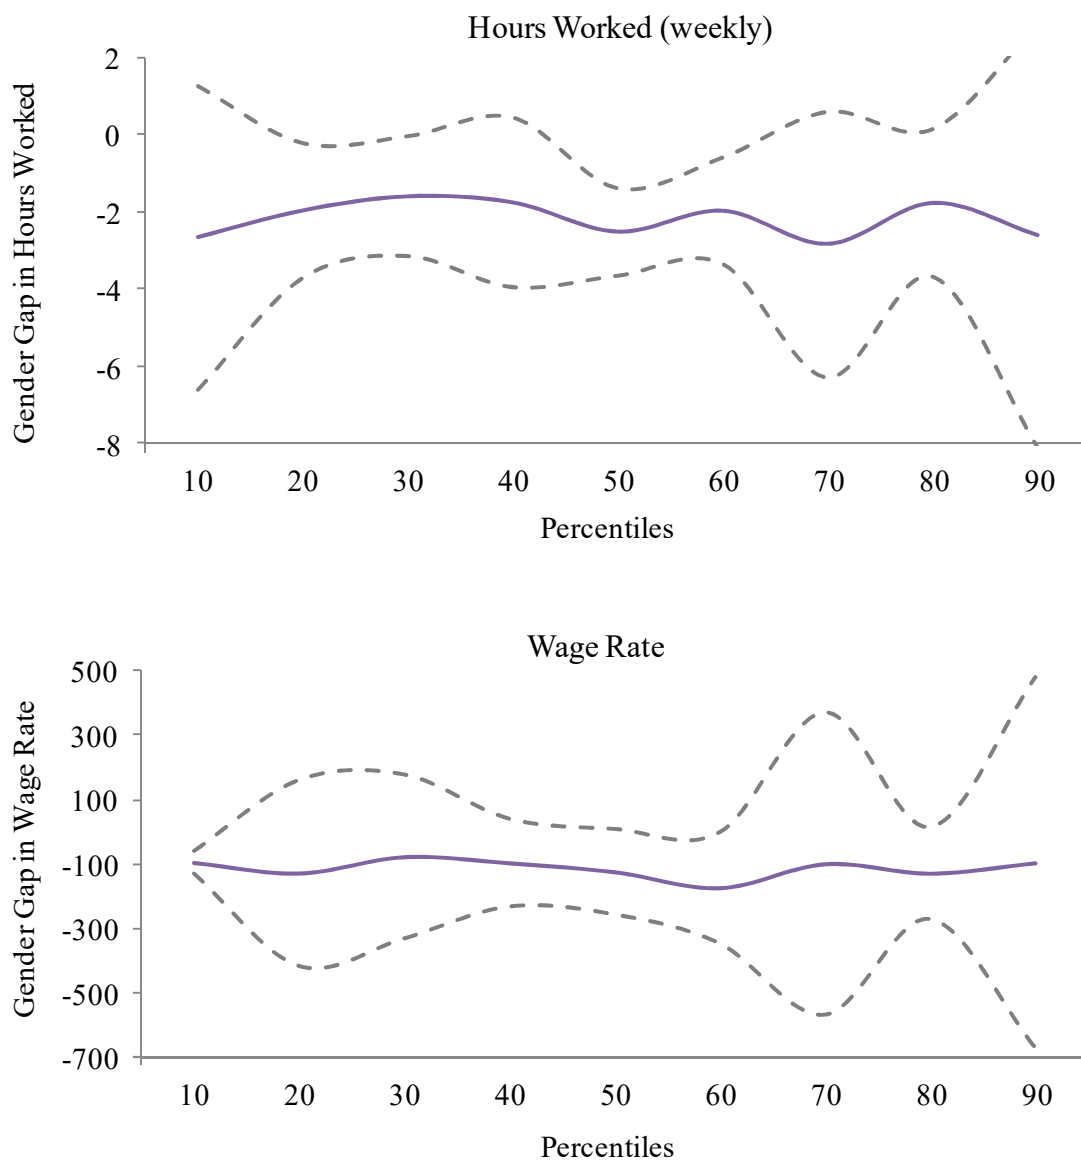 Hours Worked (weekly)
Gender Gap in Hours Worked
2
0
-2
-4
-6
-8
10 20 30 40 50 60 70 80 90
Percentiles
Wage Rate
Gender Gap in Wage Rate
500
300
100
-100
-300
-500
-700
10 20 30 40 50 60 70 80 90
Percentiles